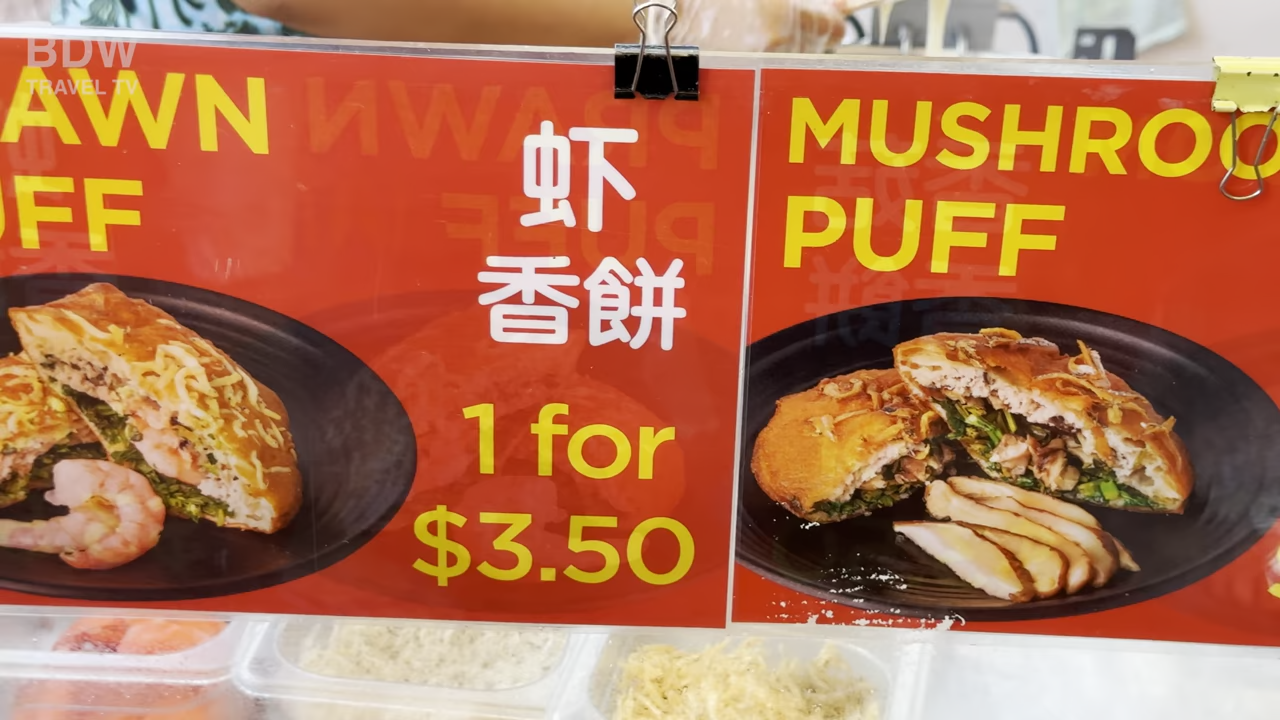 BDW
TRAVEL TV
AWN
UFF
虾
香餅
1 for
$3.50
MUSHROO
PUFF